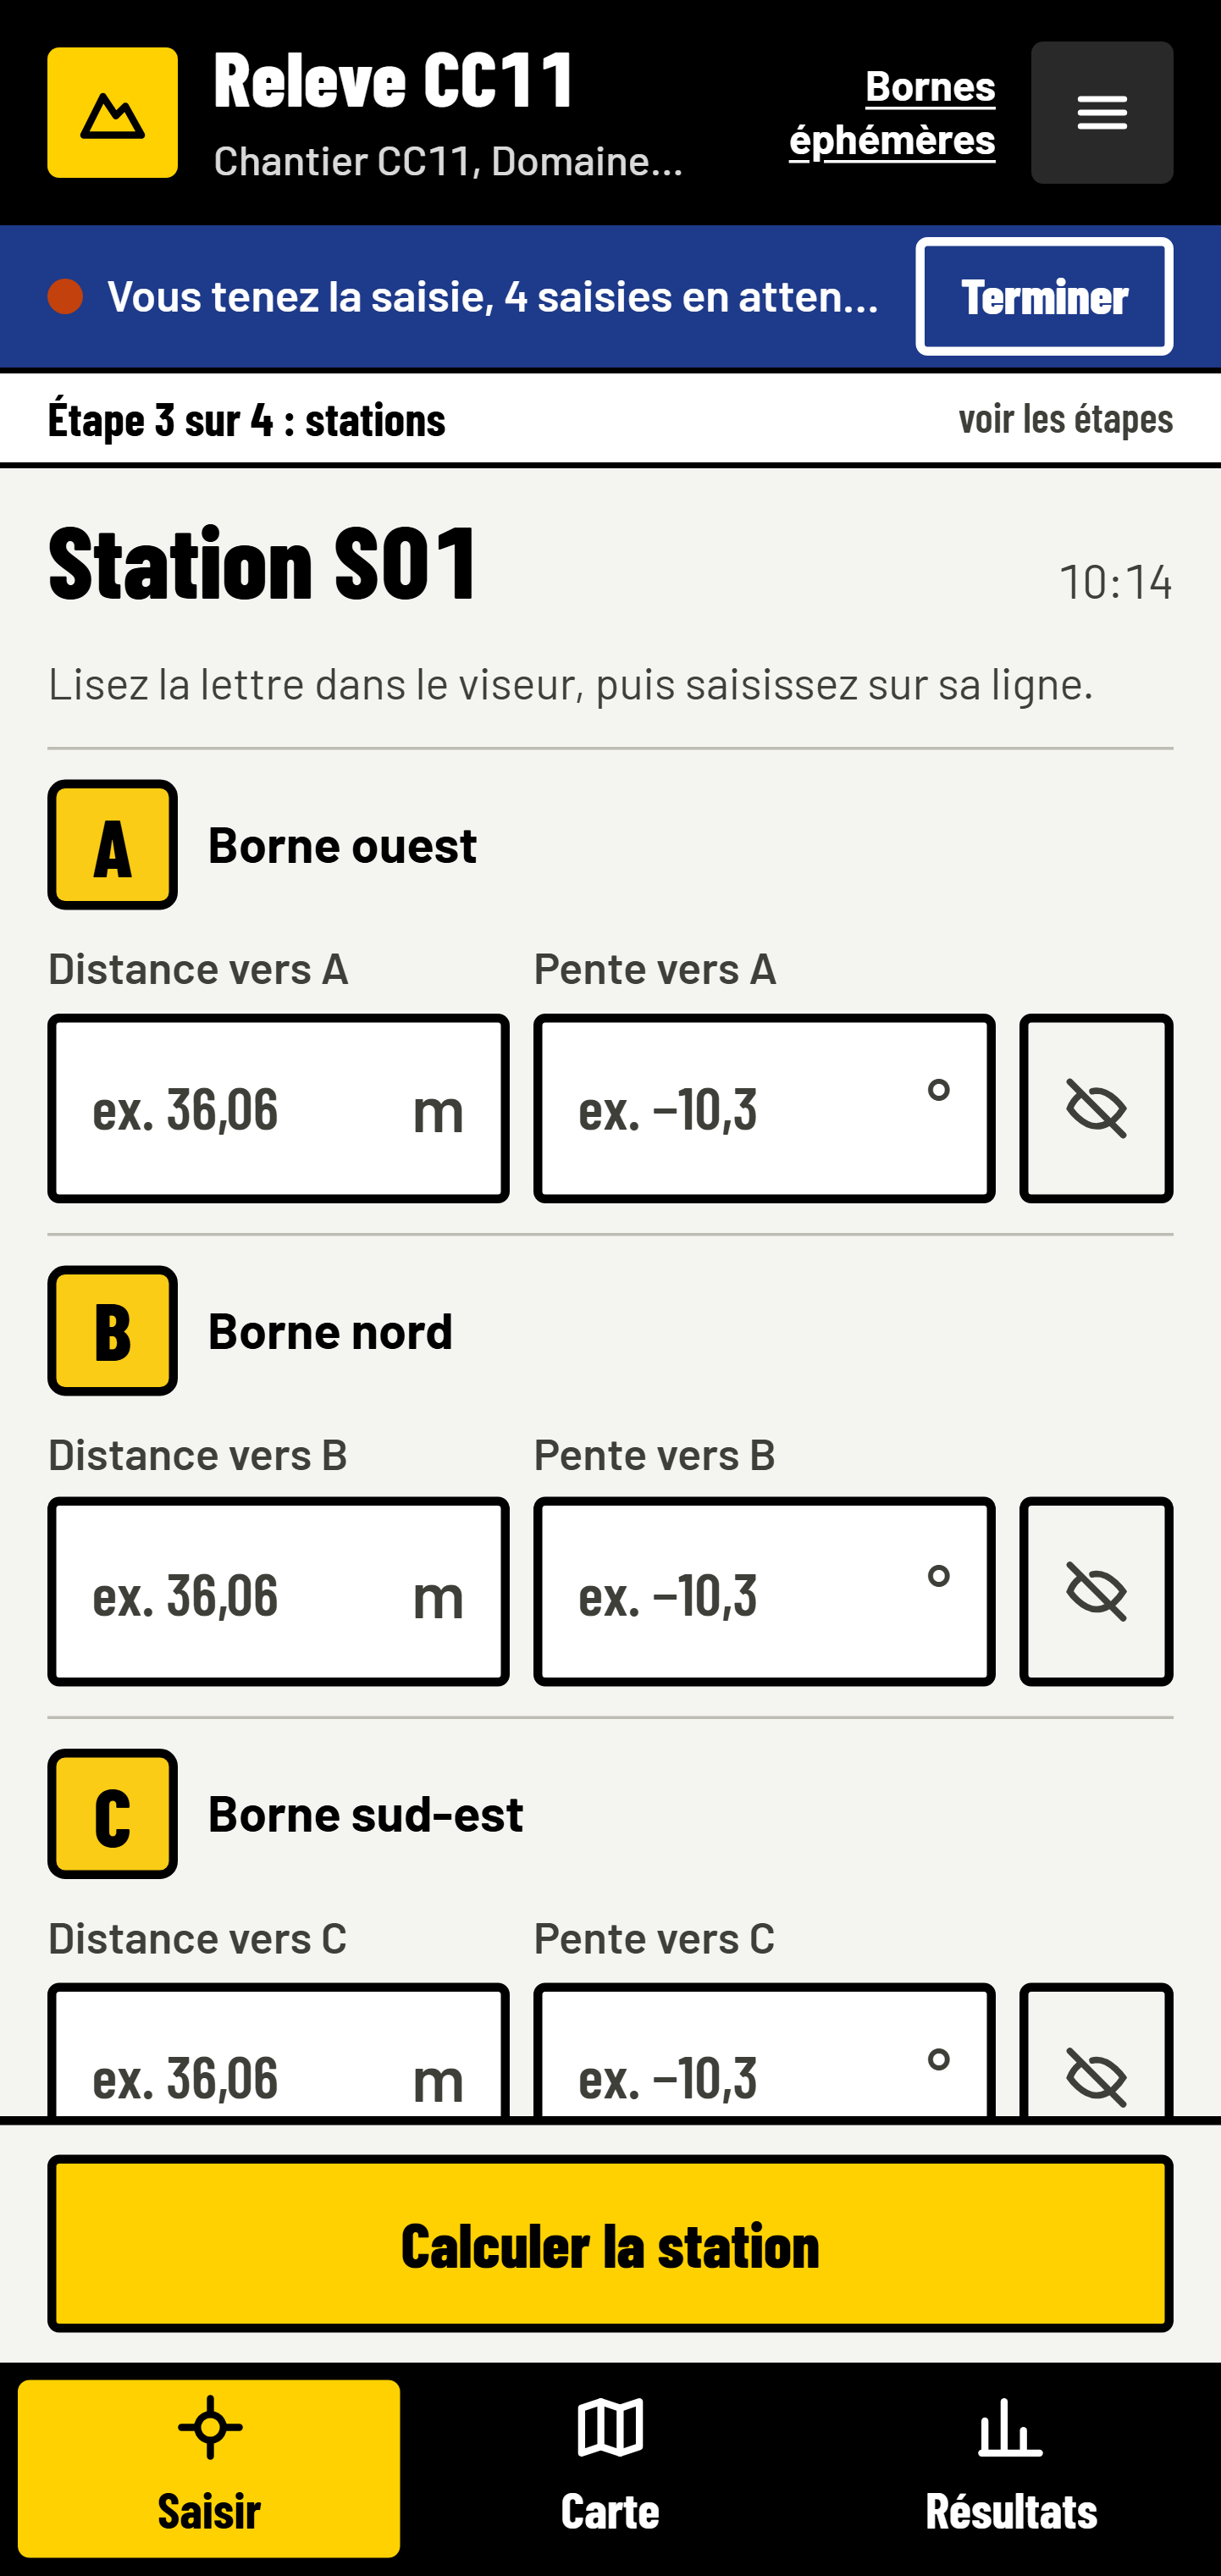 Releve CC11
Chantier CC11, Domaine...
Bornes
éphémères
Vous tenez la saisie, 4 saisies en atten...
Terminer
Étape 3 sur 4 : stations
voir les étapes
Station S01
10:14
Lisez la lettre dans le viseur, puis saisissez sur sa ligne.
A
Borne ouest
Distance vers A
Pente vers A
ex. 36,06 m
ex. −10,3 °
B
Borne nord
Distance vers B
Pente vers B
ex. 36,06 m
ex. −10,3 °
C
Borne sud-est
Distance vers C
Pente vers C
ex. 36,06 m
ex. −10,3 °
Calculer la station
Saisir
Carte
Résultats